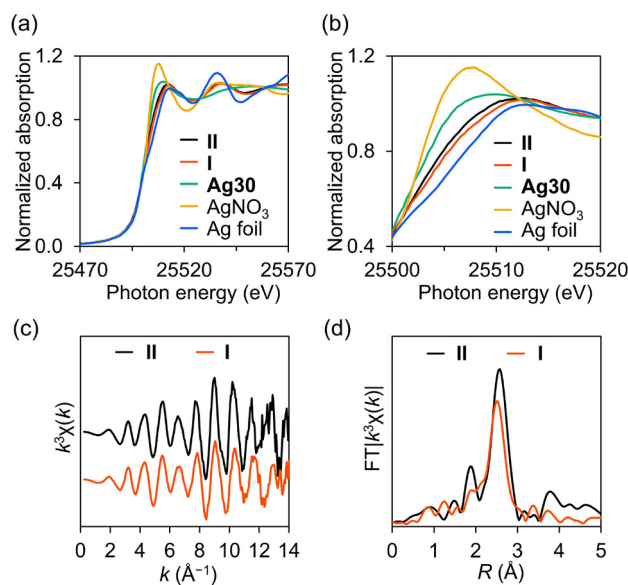 (a)
Normalized absorption
1.2
0.8
0.4
0.0
II
I
Ag30
AgNO₃
Ag foil
25470 25520 25570
Photon energy (eV)
(b)
Normalized absorption
1.2
0.8
0.4
II
I
Ag30
AgNO₃
Ag foil
25500 25510 25520
Photon energy (eV)
(c)
II I
k³χ(k)
0 2 4 6 8 10 12 14
k (Å⁻¹)
(d)
II I
FT|k³χ(k)|
0 1 2 3 4 5
R (Å)